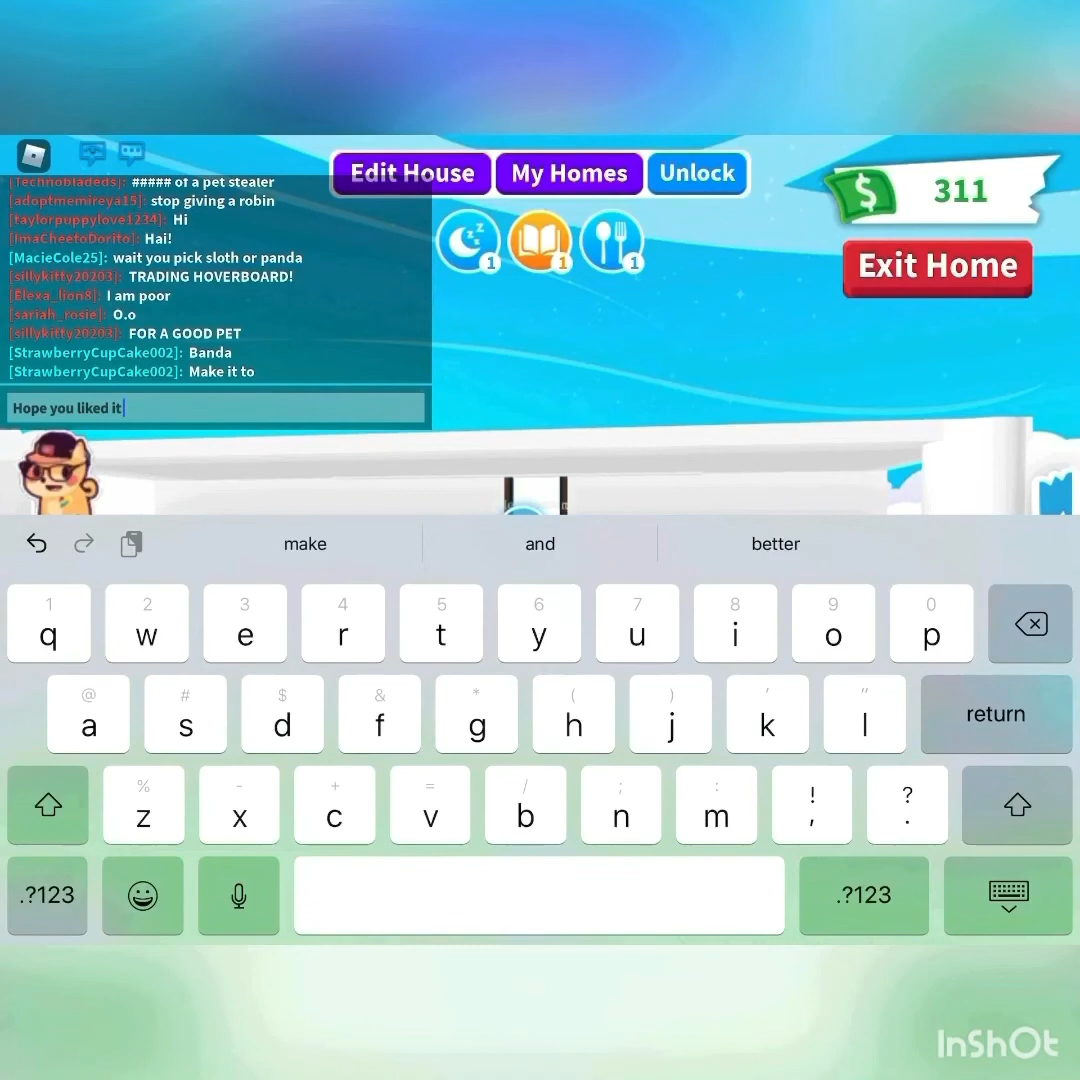 [Technobladeds]: ##### of a pet stealer
[adoptmemireya15]: stop giving a robin
[taylorpuppylove1234]: Hi
[ImaCheetoDorito]: Hai!
[MacieCole25]: wait you pick sloth or panda
[sillykitty20203]: TRADING HOVERBOARD!
[Elexa_lion8]: I am poor
[sariah_rosie]: O.o
[sillykitty20203]: FOR A GOOD PET
[StrawberryCupCake002]: Banda
[StrawberryCupCake002]: Make it to
Hope you liked it
Edit House My Homes Unlock
1 1 1
$ 311
Exit Home
make and better
1 2 3 4 5 6 7 8 9 0
q w e r t y u i o p
@ # $ & * ( ) ' "
a s d f g h j k l return
% - + = / ; : ! ?
z x c v b n m , .
.?123 .?123
InShOt